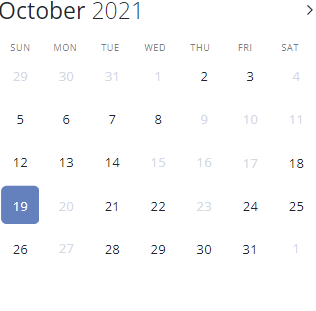 October 2021
SUN MON TUE WED THU FRI SAT
29 30 31 1 2 3 4
5 6 7 8 9 10 11
12 13 14 15 16 17 18
19 20 21 22 23 24 25
26 27 28 29 30 31 1